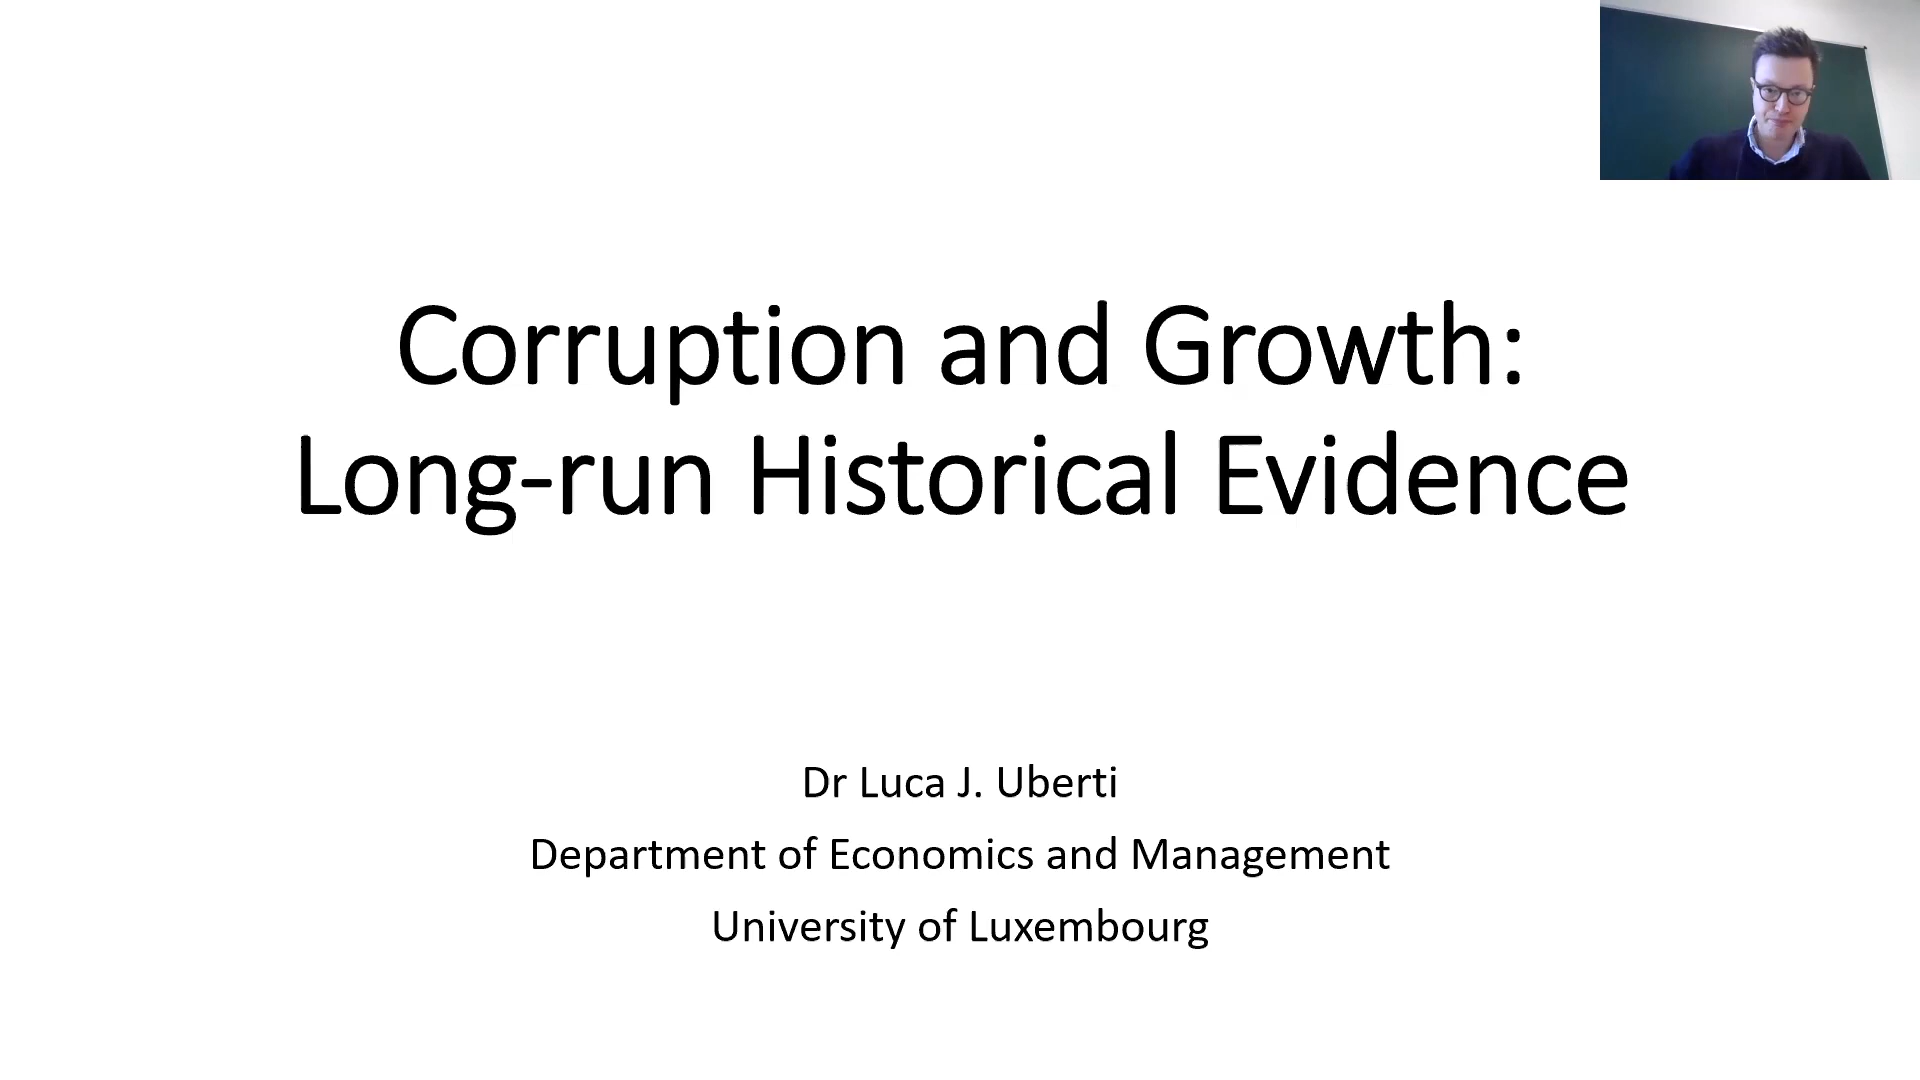 Corruption and Growth:
Long-run Historical Evidence
Dr Luca J. Uberti
Department of Economics and Management
University of Luxembourg